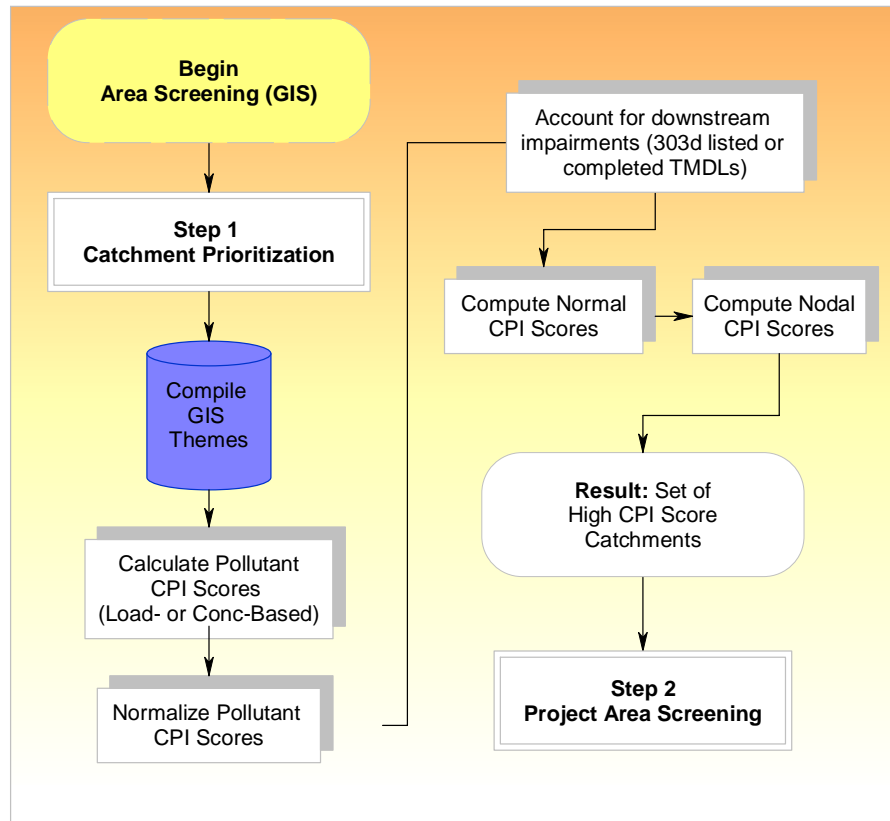 Begin
Area Screening (GIS)
Step 1
Catchment Prioritization
Compile
GIS
Themes
Calculate Pollutant
CPI Scores
(Load- or Conc-Based)
Normalize Pollutant
CPI Scores
Account for downstream
impairments (303d listed or
completed TMDLs)
Compute Normal
CPI Scores
Compute Nodal
CPI Scores
Result: Set of
High CPI Score
Catchments
Step 2
Project Area Screening